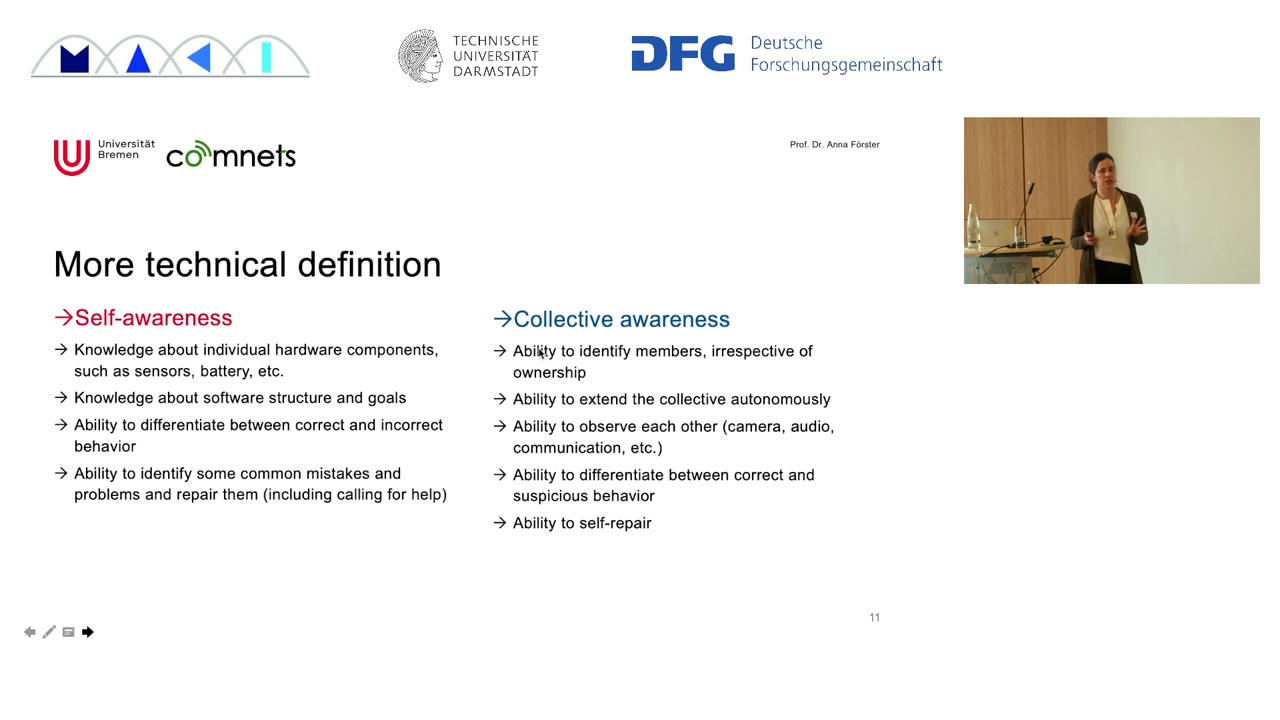 MAKI
TECHNISCHE
UNIVERSITÄT
DARMSTADT
DFG
Deutsche
Forschungsgemeinschaft
Universität
Bremen
comnets
Prof. Dr. Anna Förster
More technical definition
→Self-awareness
→ Knowledge about individual hardware components,
such as sensors, battery, etc.
→ Knowledge about software structure and goals
→ Ability to differentiate between correct and incorrect
behavior
→ Ability to identify some common mistakes and
problems and repair them (including calling for help)
→Collective awareness
→ Ability to identify members, irrespective of
ownership
→ Ability to extend the collective autonomously
→ Ability to observe each other (camera, audio,
communication, etc.)
→ Ability to differentiate between correct and
suspicious behavior
→ Ability to self-repair
11